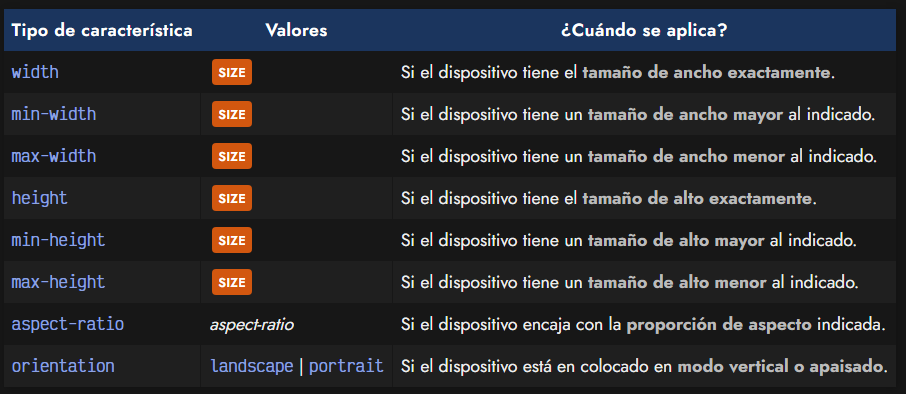 Tipo de característica Valores ¿Cuándo se aplica?
width SIZE Si el dispositivo tiene el tamaño de ancho exactamente.
min-width SIZE Si el dispositivo tiene un tamaño de ancho mayor al indicado.
max-width SIZE Si el dispositivo tiene un tamaño de ancho menor al indicado.
height SIZE Si el dispositivo tiene el tamaño de alto exactamente.
min-height SIZE Si el dispositivo tiene un tamaño de alto mayor al indicado.
max-height SIZE Si el dispositivo tiene un tamaño de alto menor al indicado.
aspect-ratio aspect-ratio Si el dispositivo encaja con la proporción de aspecto indicada.
orientation landscape | portrait Si el dispositivo está en colocado en modo vertical o apaisado.